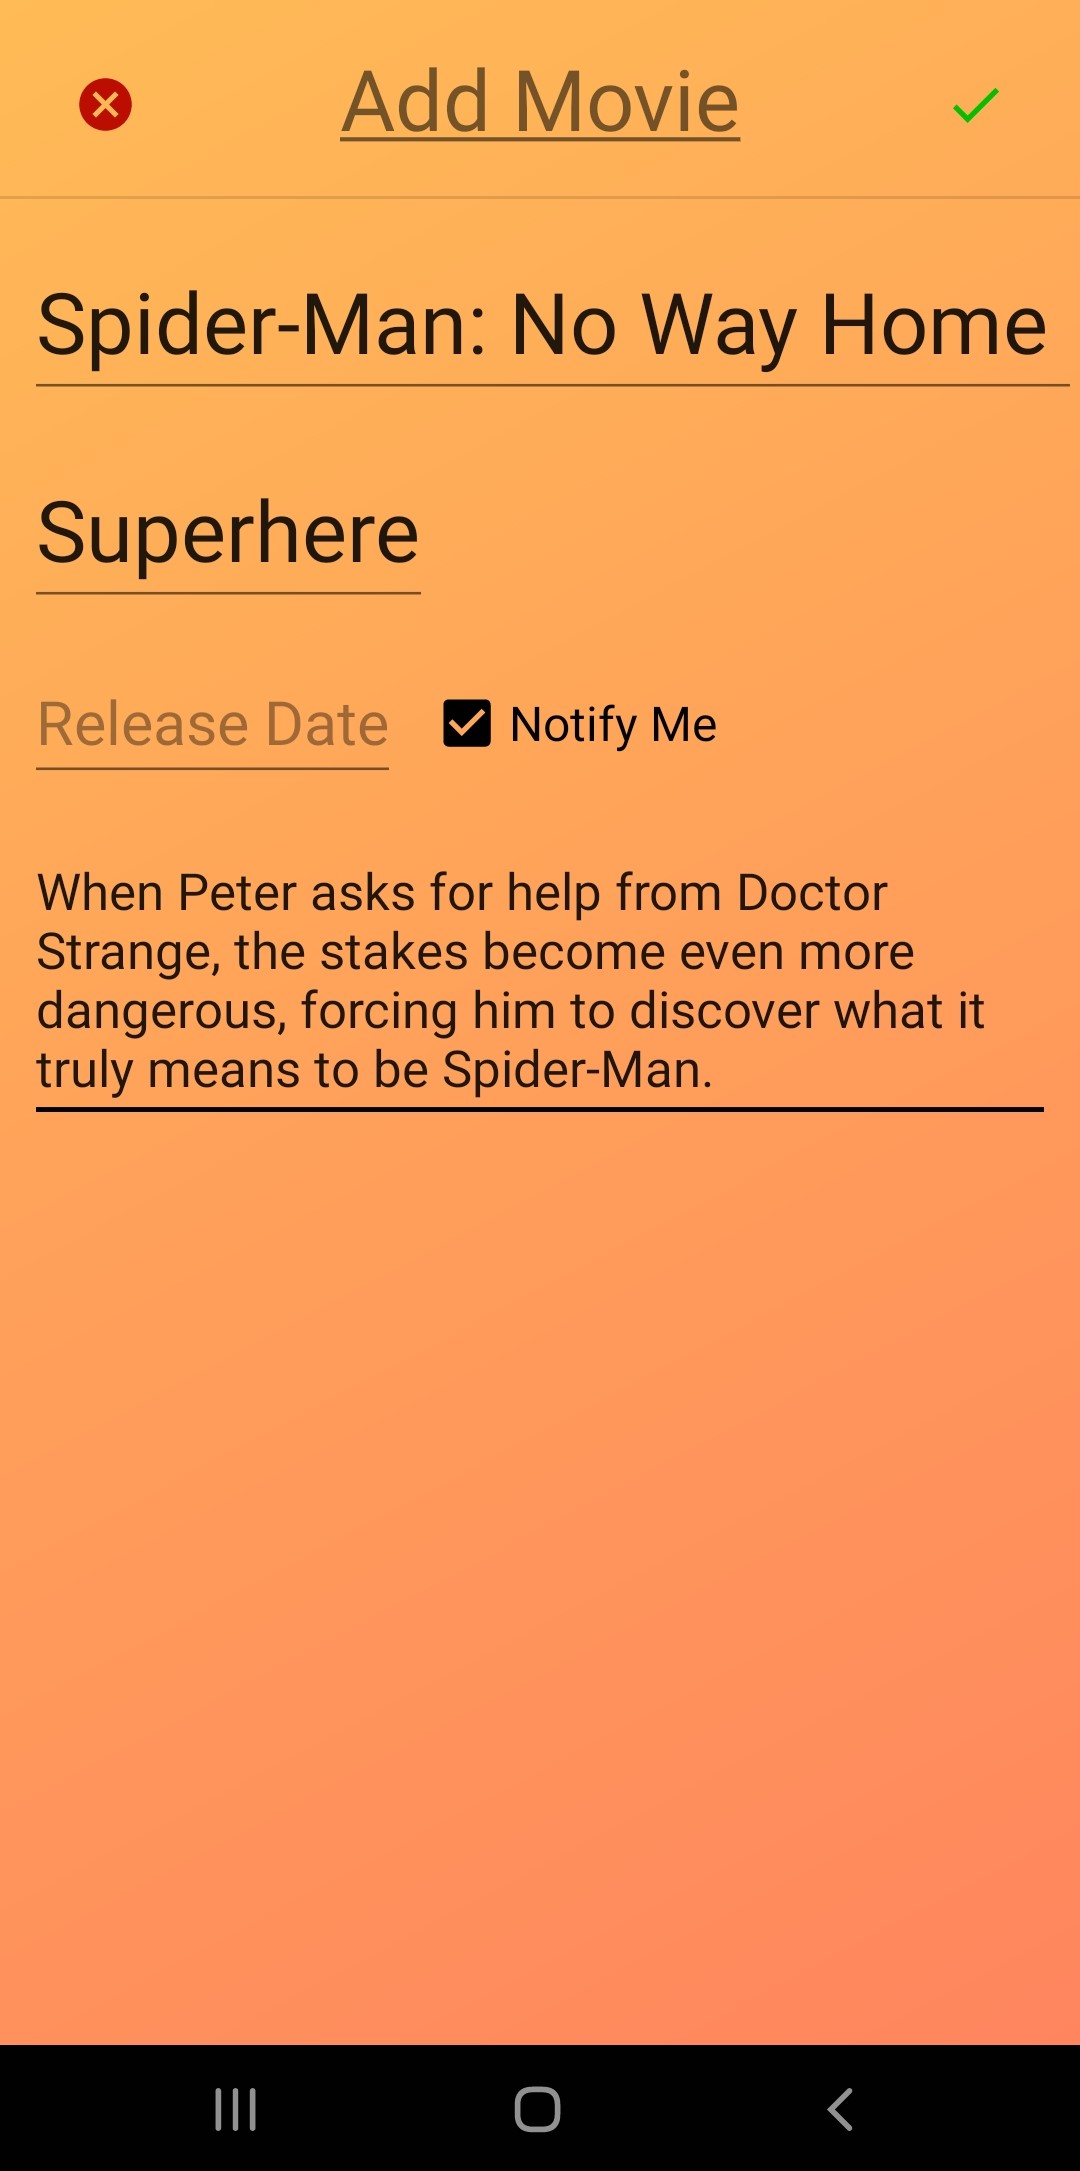 Add Movie
Spider-Man: No Way Home
Superhere
Release Date
Notify Me
When Peter asks for help from Doctor
Strange, the stakes become even more
dangerous, forcing him to discover what it
truly means to be Spider-Man.